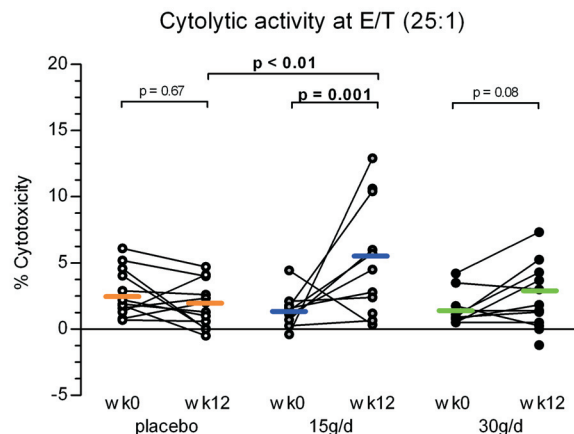 Cytolytic activity at E/T (25:1)
20
15
10
5
0
-5
% Cytotoxicity
p < 0.01
p = 0.67
p = 0.001
p = 0.08
wk0 wk12 wk0 wk12 wk0 wk12
placebo 15g/d 30g/d